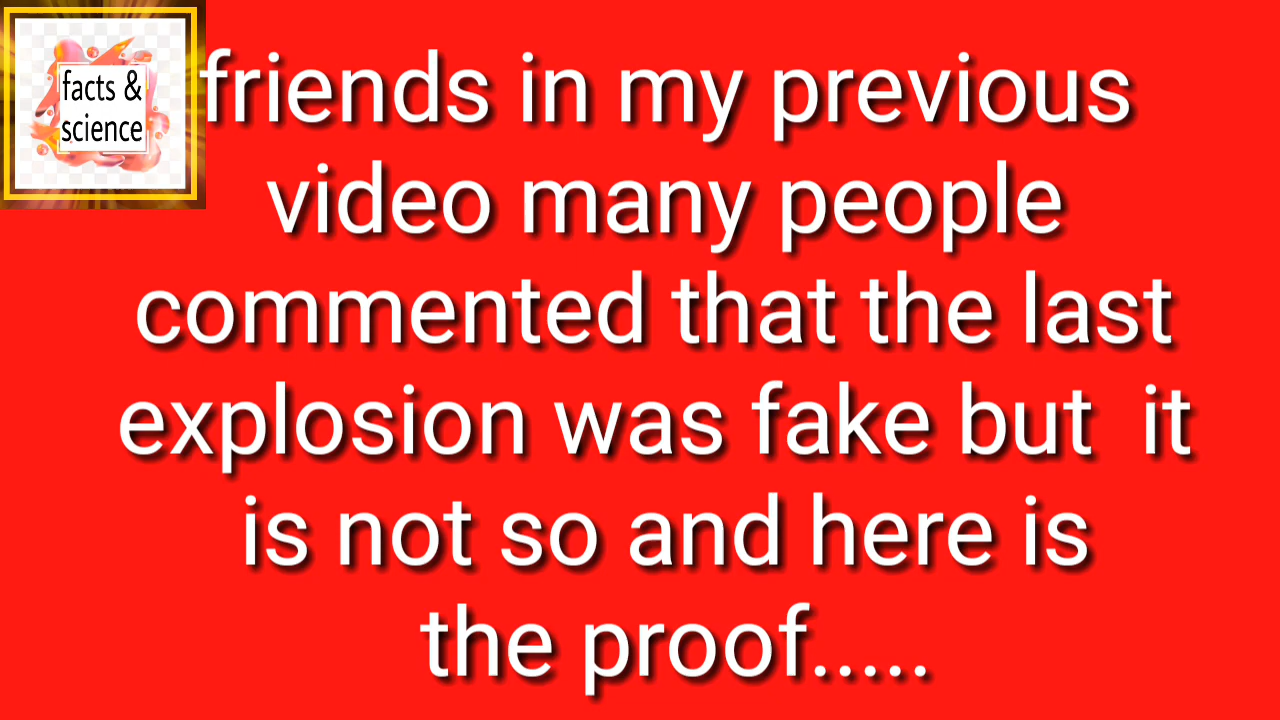 facts &
science
friends in my previous
video many people
commented that the last
explosion was fake but  it
is not so and here is
the proof.....